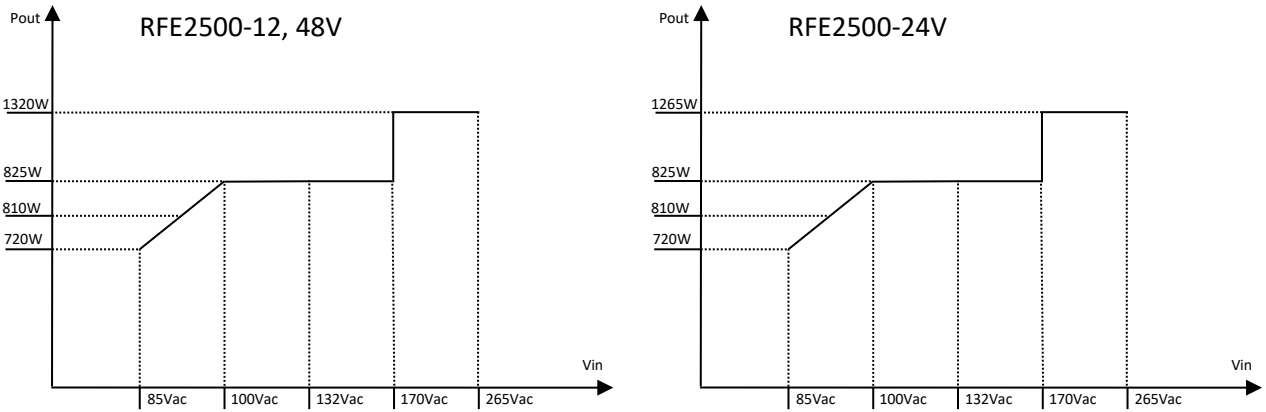 Pout
RFE2500-12, 48V
1320W
825W
810W
720W
Vin
85Vac
100Vac
132Vac
170Vac
265Vac
Pout
RFE2500-24V
1265W
825W
810W
720W
Vin
85Vac
100Vac
132Vac
170Vac
265Vac